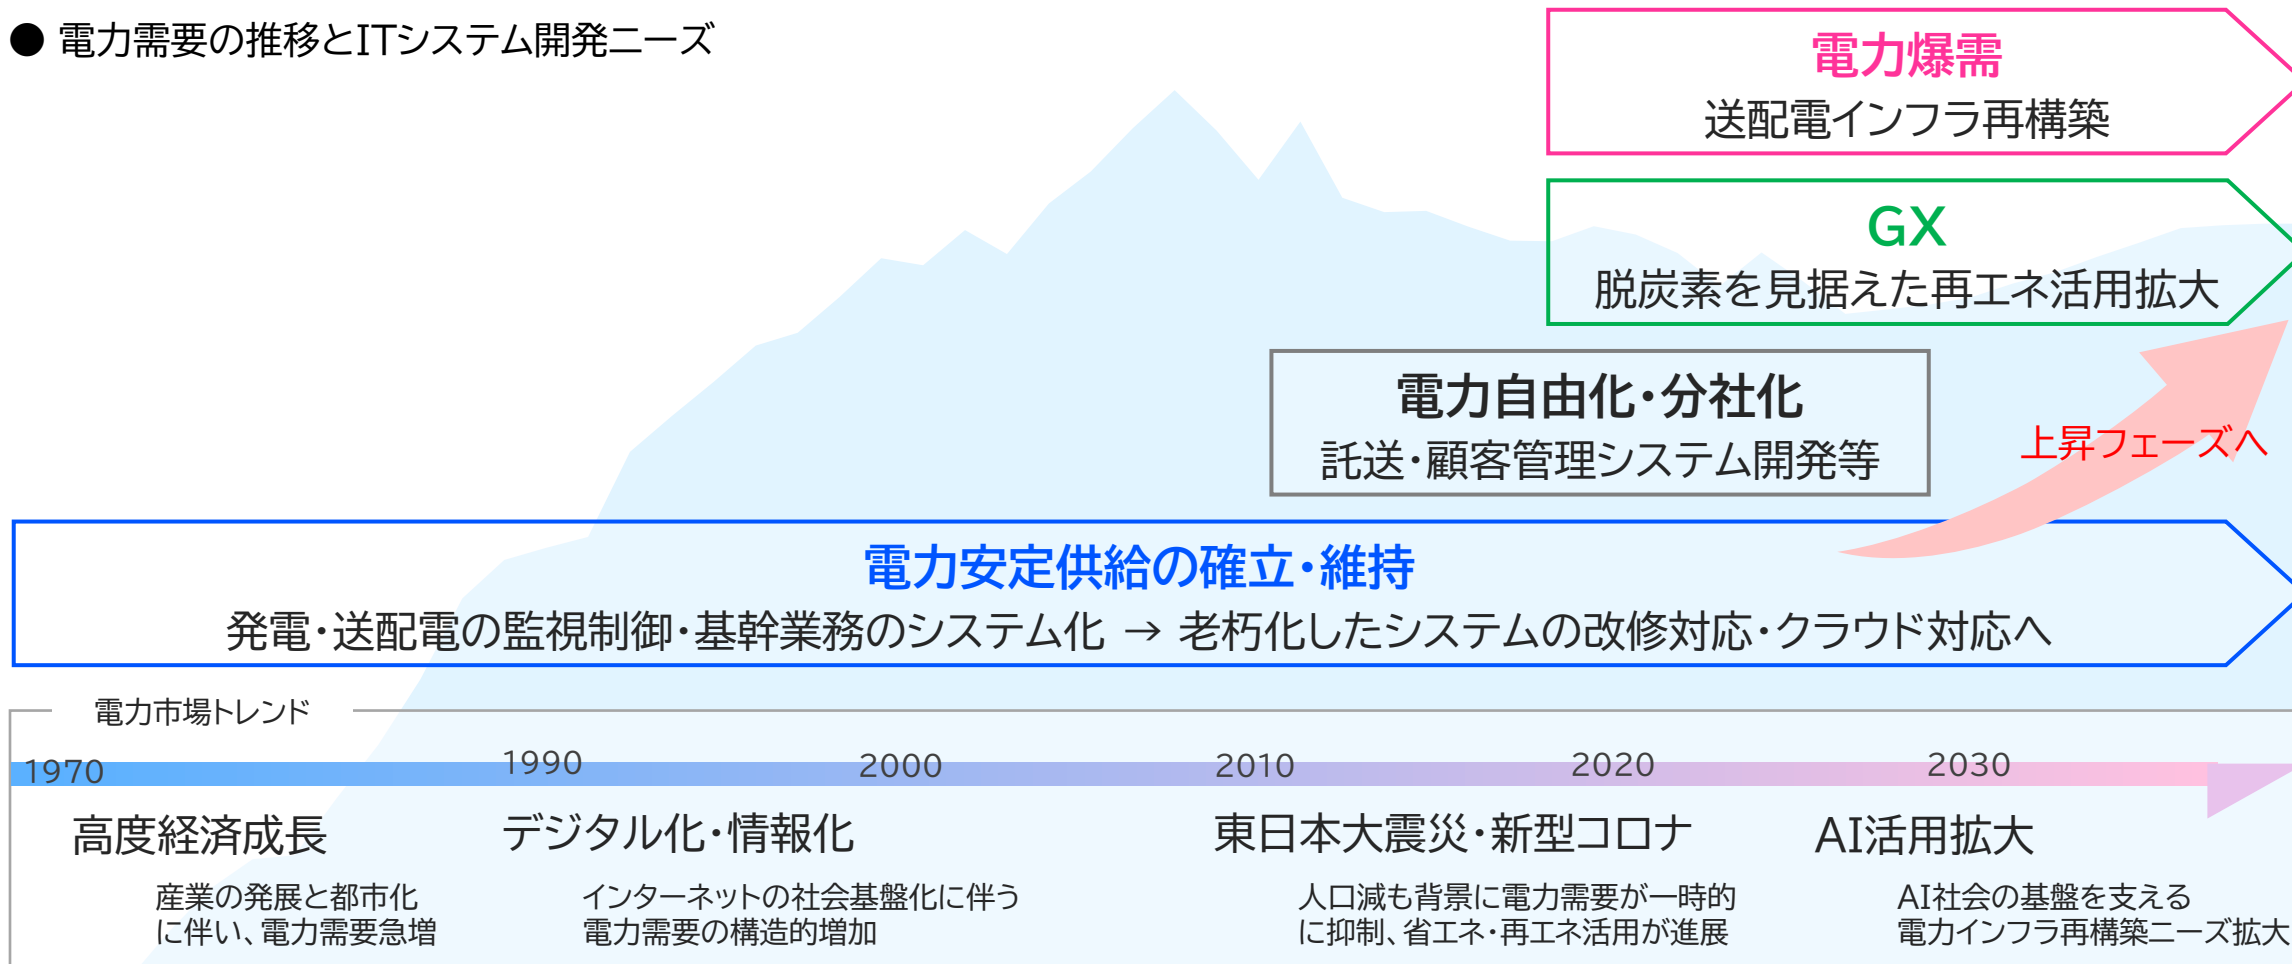 ● 電力需要の推移とITシステム開発ニーズ
電力爆需
送配電インフラ再構築
GX
脱炭素を見据えた再エネ活用拡大
電力自由化・分社化
託送・顧客管理システム開発等
上昇フェーズへ
電力安定供給の確立・維持
発電・送配電の監視制御・基幹業務のシステム化 → 老朽化したシステムの改修対応・クラウド対応へ
電力市場トレンド
1970 1990 2000 2010 2020 2030
高度経済成長
産業の発展と都市化
に伴い、電力需要急増
デジタル化・情報化
インターネットの社会基盤化に伴う
電力需要の構造的増加
東日本大震災・新型コロナ
人口減も背景に電力需要が一時的
に抑制、省エネ・再エネ活用が進展
AI活用拡大
AI社会の基盤を支える
電力インフラ再構築ニーズ拡大